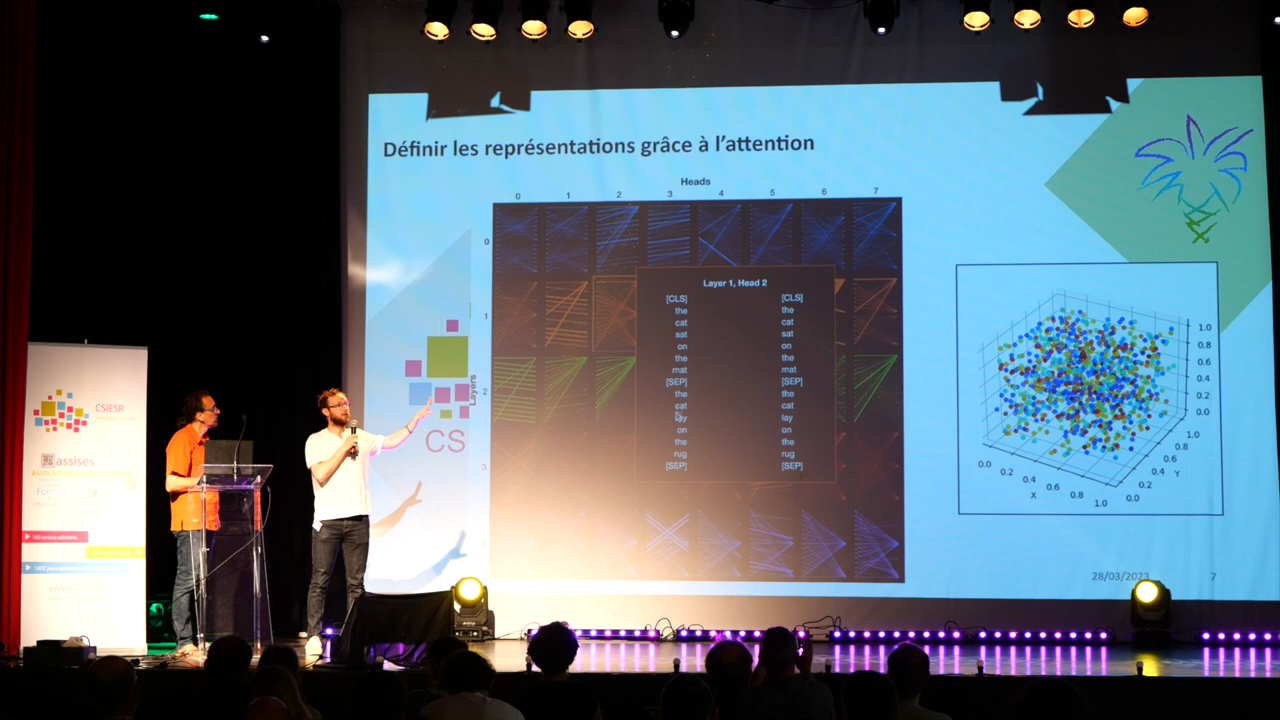 Définir les représentations grâce à l'attention
Heads
0 1 2 3 4 5 6 7
0
1
2
3
Layers
Layer 1, Head 2
[CLS] [CLS]
the the
cat cat
sat sat
on on
the the
mat mat
[SEP] [SEP]
the the
cat cat
lay lay
on on
the the
rug rug
[SEP] [SEP]
CS
1.0
0.8
0.6
0.4
0.2
0.0
0.0 0.2 0.4 0.6 0.8 1.0
X
0.0 0.2 0.4 0.6 0.8 1.0
Y
28/03/2023 7
CSIESR
assises